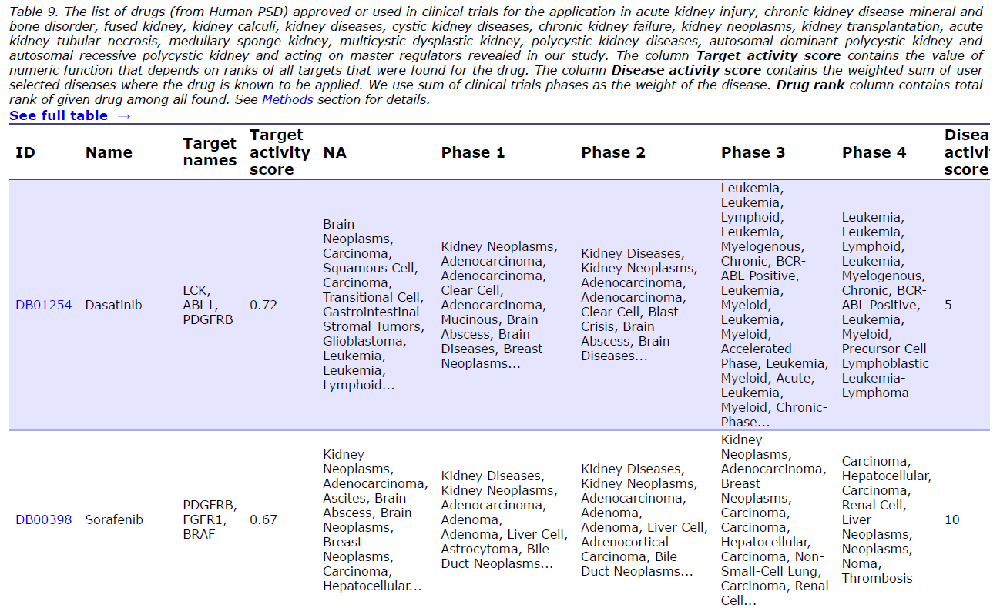 Table 9. The list of drugs (from Human PSD) approved or used in clinical trials for the application in acute kidney injury, chronic kidney disease-mineral and
bone disorder, fused kidney, kidney calculi, kidney diseases, cystic kidney diseases, chronic kidney failure, kidney neoplasms, kidney transplantation, acute
kidney tubular necrosis, medullary sponge kidney, multicystic dysplastic kidney, polycystic kidney diseases, autosomal dominant polycystic kidney and
autosomal recessive polycystic kidney and acting on master regulators revealed in our study. The column Target activity score contains the value of
numeric function that depends on ranks of all targets that were found for the drug. The column Disease activity score contains the weighted sum of user
selected diseases where the drug is known to be applied. We use sum of clinical trials phases as the weight of the disease. Drug rank column contains total
rank of given drug among all found. See Methods section for details.
See full table →
ID
Name
Target
names
Target
activity
score
NA
Phase 1
Phase 2
Phase 3
Phase 4
Disea
activi
score
DB01254
Dasatinib
LCK,
ABL1,
PDGFRB
0.72
Brain
Neoplasms,
Carcinoma,
Squamous Cell,
Carcinoma,
Transitional Cell,
Gastrointestinal
Stromal Tumors,
Glioblastoma,
Leukemia,
Leukemia,
Lymphoid...
Kidney Neoplasms,
Adenocarcinoma,
Adenocarcinoma,
Clear Cell,
Adenocarcinoma,
Mucinous, Brain
Abscess, Brain
Diseases, Breast
Neoplasms...
Kidney Diseases,
Kidney Neoplasms,
Adenocarcinoma,
Adenocarcinoma,
Clear Cell, Blast
Crisis, Brain
Abscess, Brain
Diseases...
Leukemia,
Leukemia,
Lymphoid,
Leukemia,
Myelogenous,
Chronic, BCR-
ABL Positive,
Leukemia,
Myeloid,
Leukemia,
Myeloid,
Accelerated
Phase, Leukemia,
Myeloid, Acute,
Leukemia,
Myeloid, Chronic-
Phase...
Leukemia,
Leukemia,
Lymphoid,
Leukemia,
Myelogenous,
Chronic, BCR-
ABL Positive,
Leukemia,
Myeloid,
Precursor Cell
Lymphoblastic
Leukemia-
Lymphoma
5
DB00398
Sorafenib
PDGFRB,
FGFR1,
BRAF
0.67
Kidney
Neoplasms,
Adenocarcinoma,
Ascites, Brain
Abscess, Brain
Neoplasms,
Breast
Neoplasms,
Carcinoma,
Hepatocellular...
Kidney Diseases,
Kidney Neoplasms,
Adenocarcinoma,
Adenoma,
Adenoma, Liver Cell,
Astrocytoma, Bile
Duct Neoplasms...
Kidney Diseases,
Kidney Neoplasms,
Adenocarcinoma,
Adenoma,
Adenoma, Liver Cell,
Adrenocortical
Carcinoma, Bile
Duct Neoplasms...
Kidney
Neoplasms,
Adenocarcinoma,
Breast
Neoplasms,
Carcinoma,
Carcinoma,
Hepatocellular,
Carcinoma, Non-
Small-Cell Lung,
Carcinoma, Renal
Cell...
Carcinoma,
Hepatocellular,
Carcinoma,
Renal Cell,
Liver
Neoplasms,
Neoplasms,
Noma,
Thrombosis
10